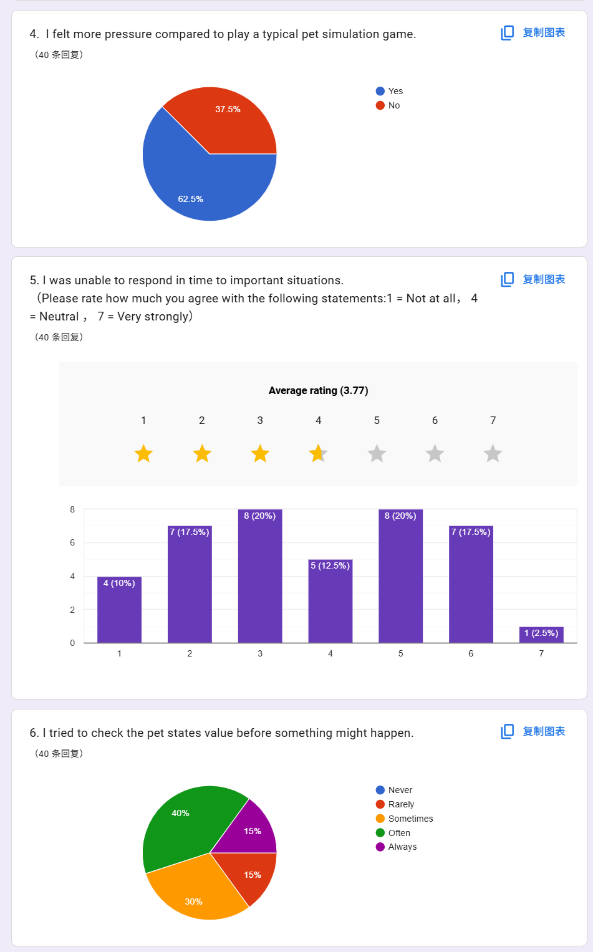 4. I felt more pressure compared to play a typical pet simulation game.
复制图表
（40 条回复）
37.5%
62.5%
Yes
No
5. I was unable to respond in time to important situations.
复制图表
（Please rate how much you agree with the following statements:1 = Not at all， 4
= Neutral ， 7 = Very strongly）
（40 条回复）
Average rating (3.77)
1 2 3 4 5 6 7
8
6
4
2
0
4 (10%)
7 (17.5%)
8 (20%)
5 (12.5%)
8 (20%)
7 (17.5%)
1 (2.5%)
1 2 3 4 5 6 7
6. I tried to check the pet states value before something might happen.
复制图表
（40 条回复）
40%
15%
15%
30%
Never
Rarely
Sometimes
Often
Always